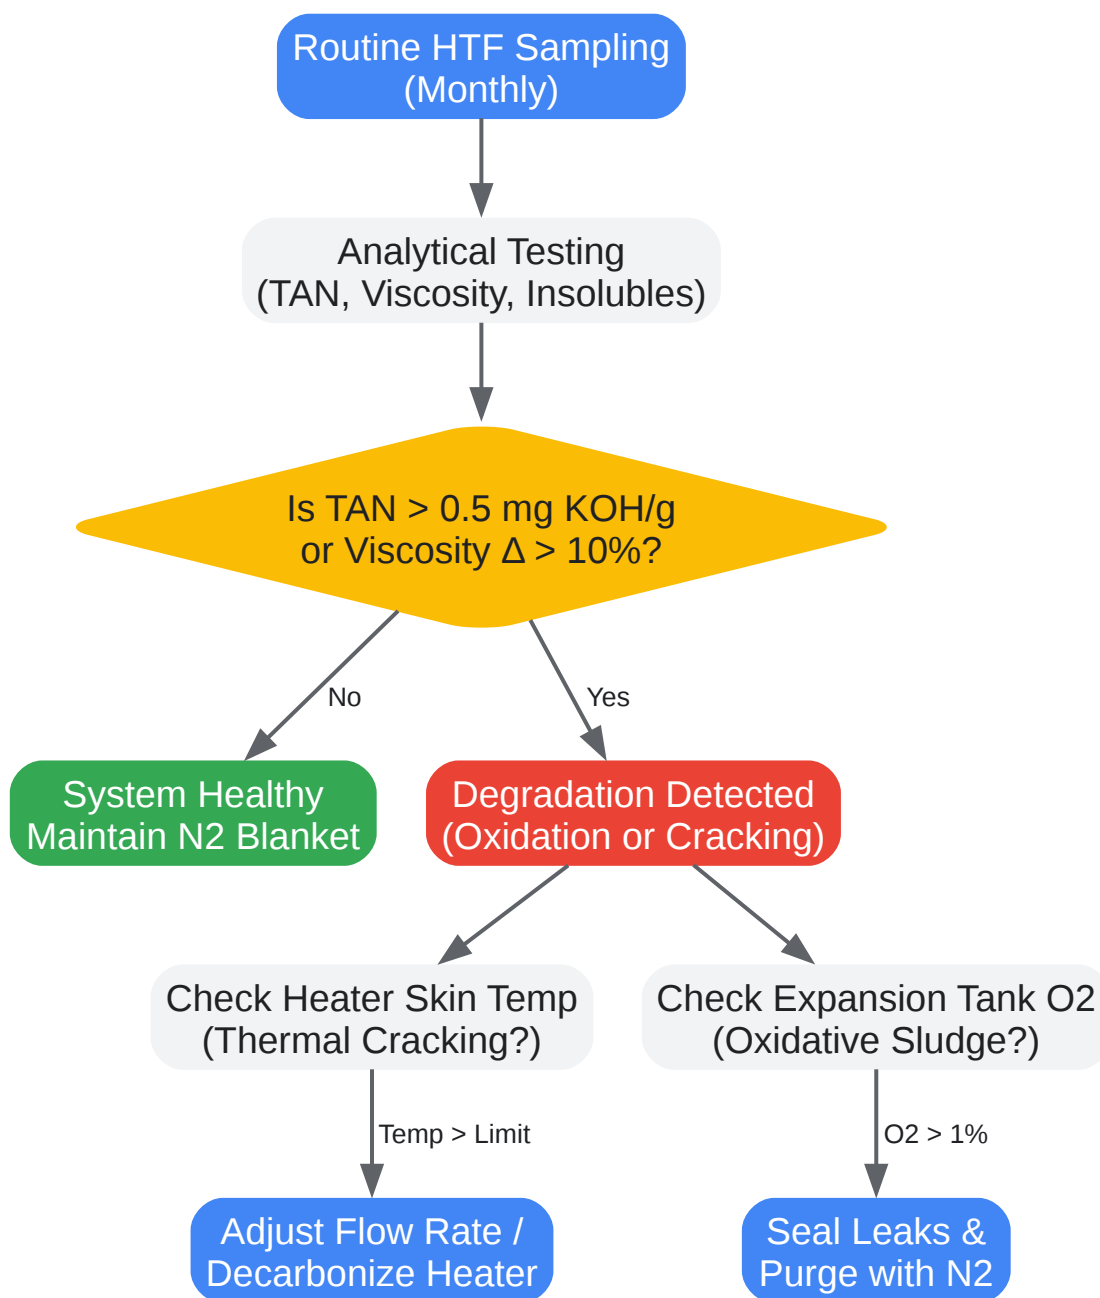 Routine HTF Sampling
(Monthly)
Analytical Testing
(TAN, Viscosity, Insolubles)
Is TAN > 0.5 mg KOH/g
or Viscosity Δ > 10%?
No
Yes
System Healthy
Maintain N2 Blanket
Degradation Detected
(Oxidation or Cracking)
Check Heater Skin Temp
(Thermal Cracking?)
Check Expansion Tank O2
(Oxidative Sludge?)
Temp > Limit
O2 > 1%
Adjust Flow Rate /
Decarbonize Heater
Seal Leaks &
Purge with N2